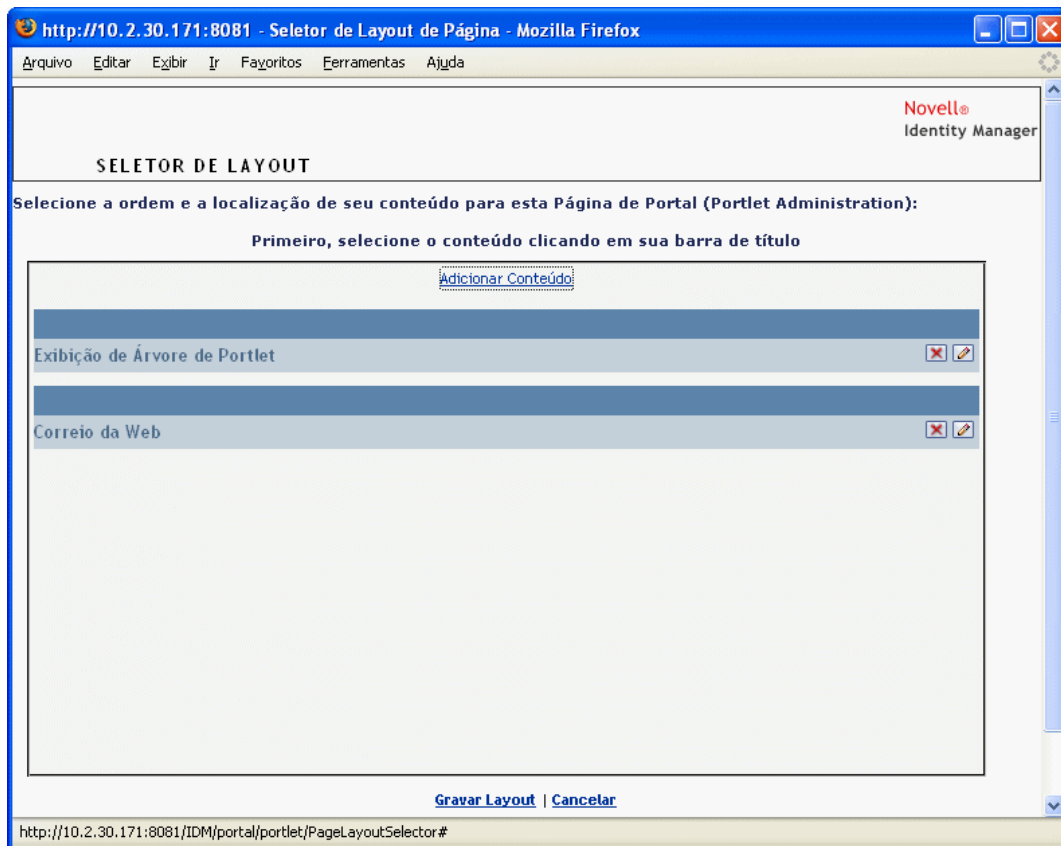 http://10.2.30.171:8081 - Seletor de Layout de Página - Mozilla Firefox
Arquivo Editar Exibir Ir Favoritos Ferramentas Ajuda
Novell®
Identity Manager
SELETOR DE LAYOUT
Selecione a ordem e a localização de seu conteúdo para esta Página de Portal (Portlet Administration):
Primeiro, selecione o conteúdo clicando em sua barra de título
Adicionar Conteúdo
Exibição de Árvore de Portlet
Correio da Web
Gravar Layout | Cancelar
http://10.2.30.171:8081/IDM/portal/portlet/PageLayoutSelector#